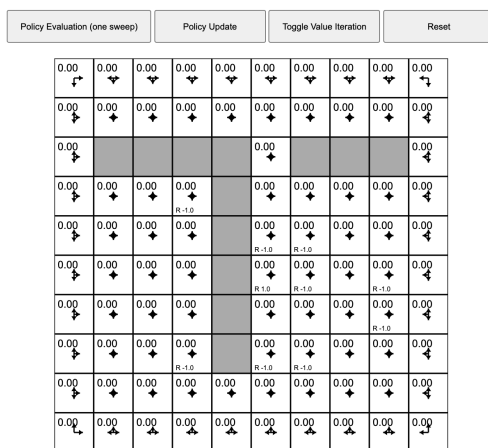 Policy Evaluation (one sweep) Policy Update Toggle Value Iteration Reset
0.00 0.00 0.00 0.00 0.00 0.00 0.00 0.00 0.00 0.00
0.00 0.00 0.00 0.00 0.00 0.00 0.00 0.00 0.00 0.00
0.00 0.00 0.00
0.00 0.00 0.00 0.00 0.00 0.00 0.00 0.00 0.00
R -1.0
0.00 0.00 0.00 0.00 0.00 0.00 0.00 0.00 0.00
R -1.0 R -1.0
0.00 0.00 0.00 0.00 0.00 0.00 0.00 0.00 0.00
R 1.0 R -1.0 R -1.0
0.00 0.00 0.00 0.00 0.00 0.00 0.00 0.00 0.00
R -1.0
0.00 0.00 0.00 0.00 0.00 0.00 0.00 0.00 0.00
R -1.0 R -1.0 R -1.0
0.00 0.00 0.00 0.00 0.00 0.00 0.00 0.00 0.00 0.00
0.00 0.00 0.00 0.00 0.00 0.00 0.00 0.00 0.00 0.00